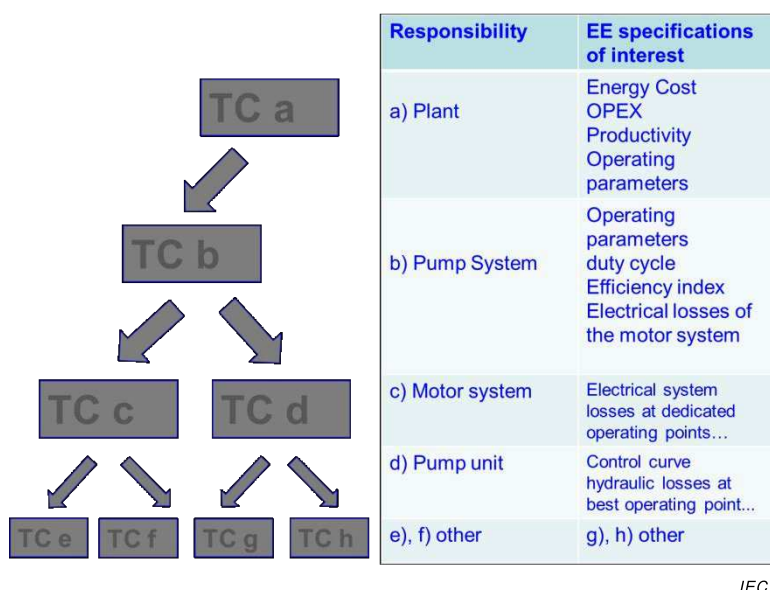 TC a
TC b
TC c
TC d
TC e
TC f
TC g
TC h
Responsibility
EE specifications
of interest
a) Plant
Energy Cost
OPEX
Productivity
Operating
parameters
b) Pump System
Operating
parameters
duty cycle
Efficiency index
Electrical losses of
the motor system
c) Motor system
Electrical system
losses at dedicated
operating points…
d) Pump unit
Control curve
hydraulic losses at
best operating point...
e), f) other
g), h) other
IEC